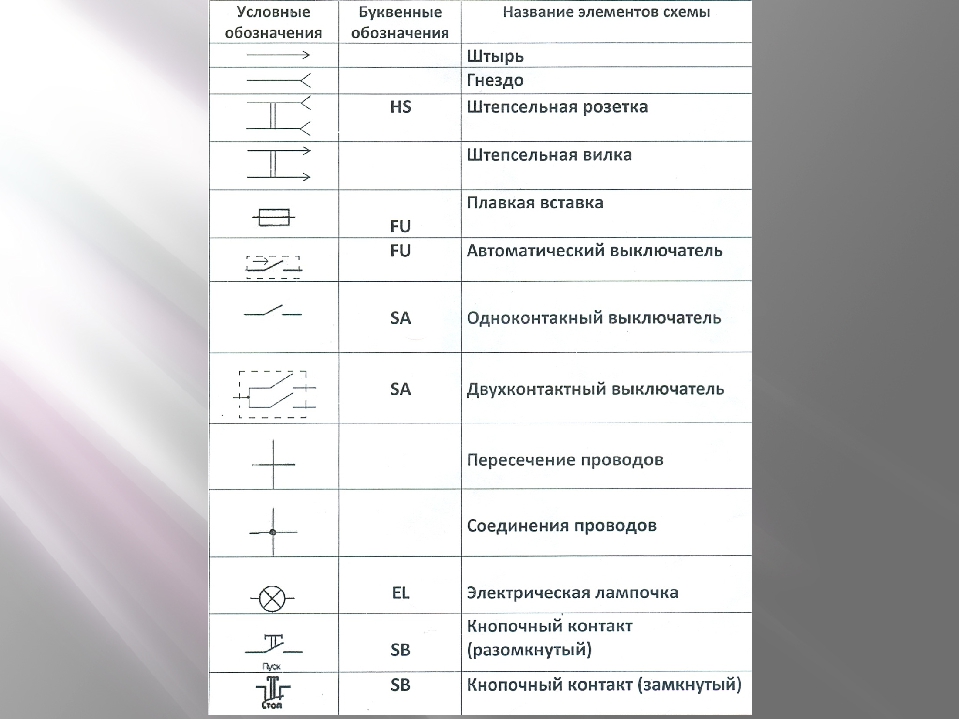 Условные обозначения
Буквенные обозначения
Название элементов схемы
Штырь
Гнездо
HS
Штепсельная розетка
Штепсельная вилка
Плавкая вставка
FU
FU
Автоматический выключатель
SA
Одноконтакный выключатель
SA
Двухконтактный выключатель
Пересечение проводов
Соединения проводов
EL
Электрическая лампочка
Кнопочный контакт
(разомкнутый)
SB
Пуск
SB
Кнопочный контакт (замкнутый)
Стоп